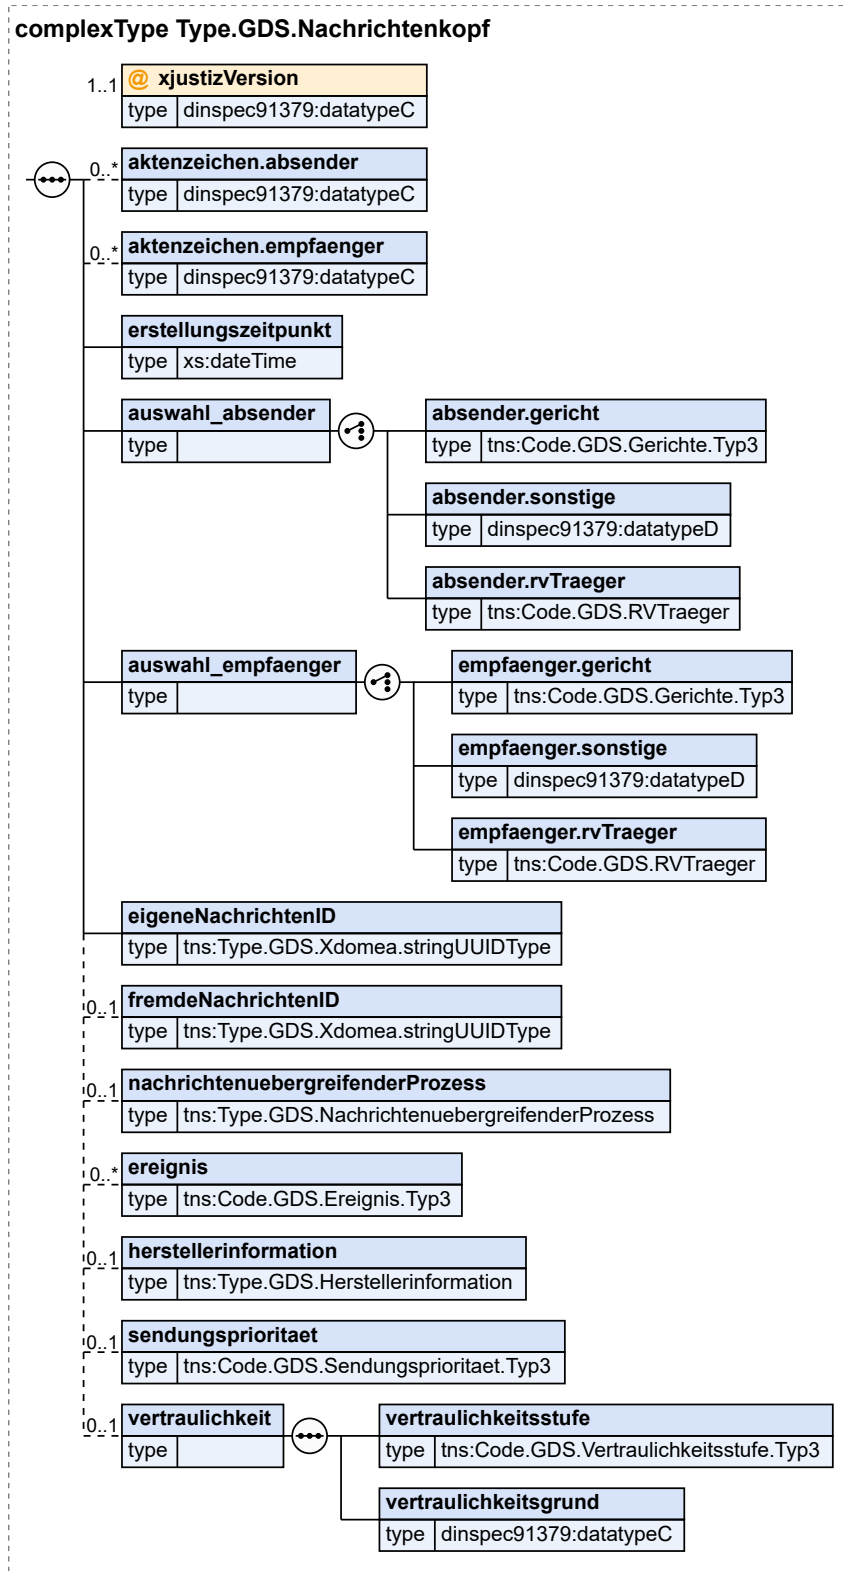 complexType Type.GDS.Nachrichtenkopf
1..1
@ xjustizVersion
type dinspec91379:datatypeC
0..*
aktenzeichen.absender
type dinspec91379:datatypeC
0..*
aktenzeichen.empfaenger
type dinspec91379:datatypeC
erstellungszeitpunkt
type xs:dateTime
auswahl_absender
type
absender.gericht
type tns:Code.GDS.Gerichte.Typ3
absender.sonstige
type dinspec91379:datatypeD
absender.rvTraeger
type tns:Code.GDS.RVTraeger
auswahl_empfaenger
type
empfaenger.gericht
type tns:Code.GDS.Gerichte.Typ3
empfaenger.sonstige
type dinspec91379:datatypeD
empfaenger.rvTraeger
type tns:Code.GDS.RVTraeger
eigeneNachrichtenID
type tns:Type.GDS.Xdomea.stringUUIDType
0..1
fremdeNachrichtenID
type tns:Type.GDS.Xdomea.stringUUIDType
0..1
nachrichtenuebergreifenderProzess
type tns:Type.GDS.NachrichtenuebergreifenderProzess
0..*
ereignis
type tns:Code.GDS.Ereignis.Typ3
0..1
herstellerinformation
type tns:Type.GDS.Herstellerinformation
0..1
sendungsprioritaet
type tns:Code.GDS.Sendungsprioritaet.Typ3
0..1
vertraulichkeit
type
vertraulichkeitsstufe
type tns:Code.GDS.Vertraulichkeitsstufe.Typ3
vertraulichkeitsgrund
type dinspec91379:datatypeC